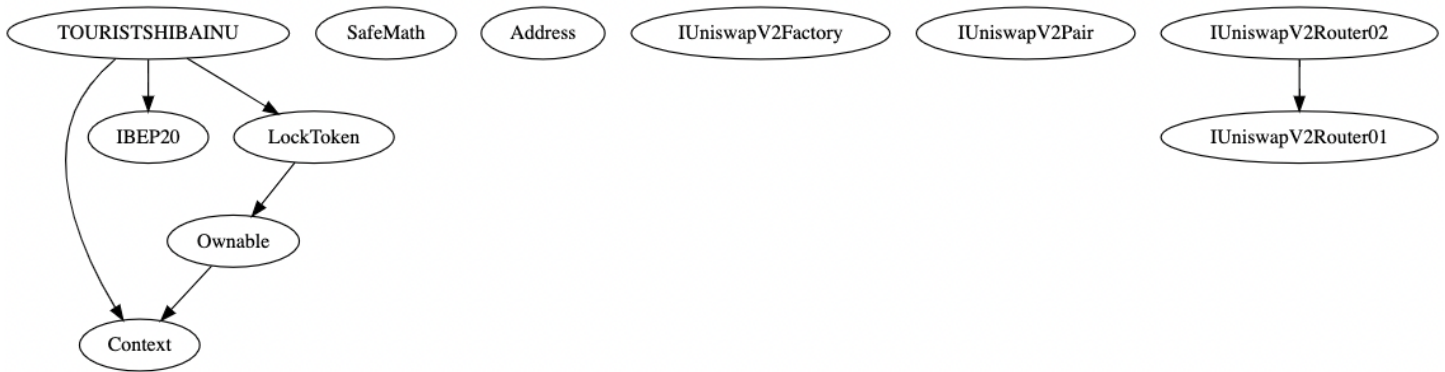 TOURISTSHIBAINU
SafeMath
Address
IUniswapV2Factory
IUniswapV2Pair
IUniswapV2Router02
IBEP20
LockToken
IUniswapV2Router01
Ownable
Context